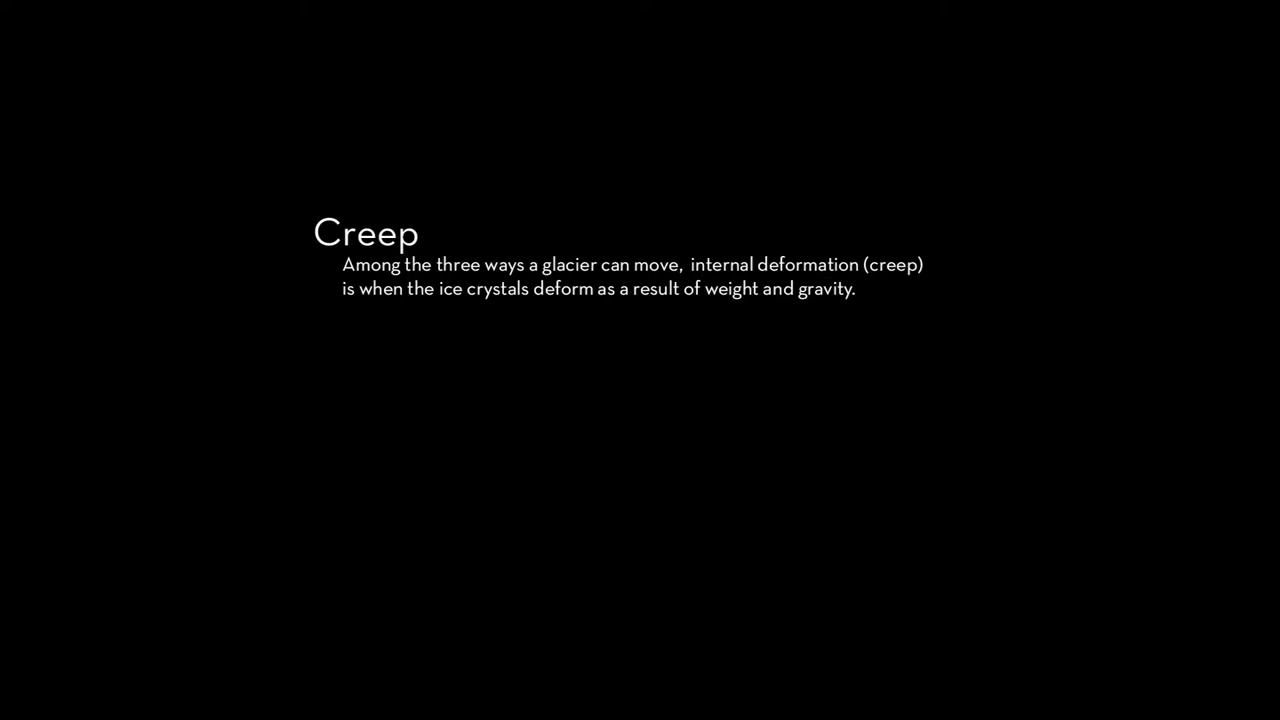 Creep
Among the three ways a glacier can move, internal deformation (creep)
is when the ice crystals deform as a result of weight and gravity.